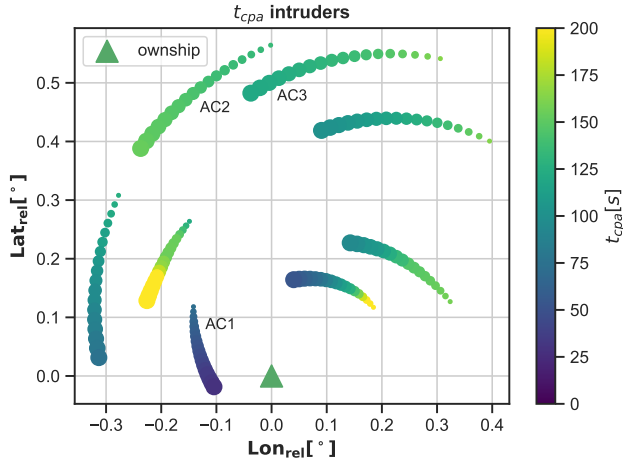 t_cpa intruders
ownship
AC2
AC3
AC1
0.5
0.4
0.3
0.2
0.1
0.0
Lat_rel[°]
−0.3 −0.2 −0.1 0.0 0.1 0.2 0.3 0.4
Lon_rel[°]
200
175
150
125
100
75
50
25
0
t_cpa[s]